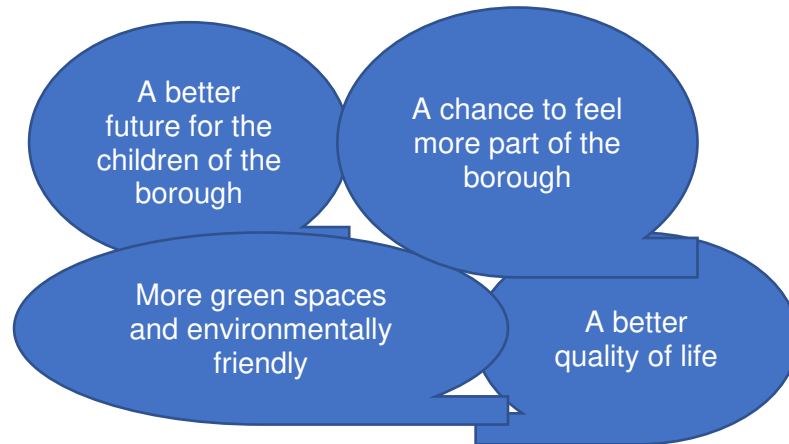 A better
future for the
children of the
borough
A chance to feel
more part of the
borough
More green spaces
and environmentally
friendly
A better
quality of life